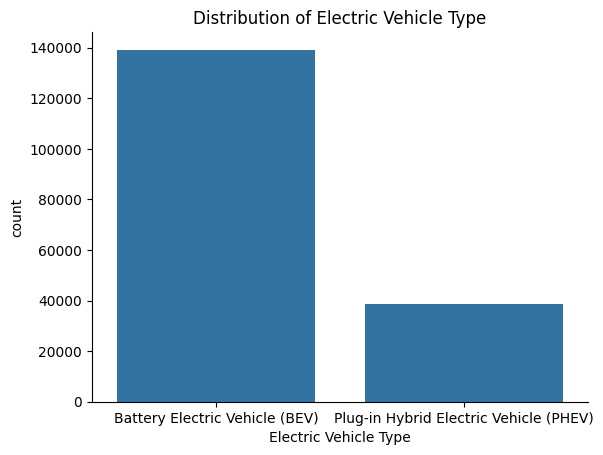 Distribution of Electric Vehicle Type
140000
120000
100000
80000
60000
40000
20000
0
count
Battery Electric Vehicle (BEV)
Plug-in Hybrid Electric Vehicle (PHEV)
Electric Vehicle Type